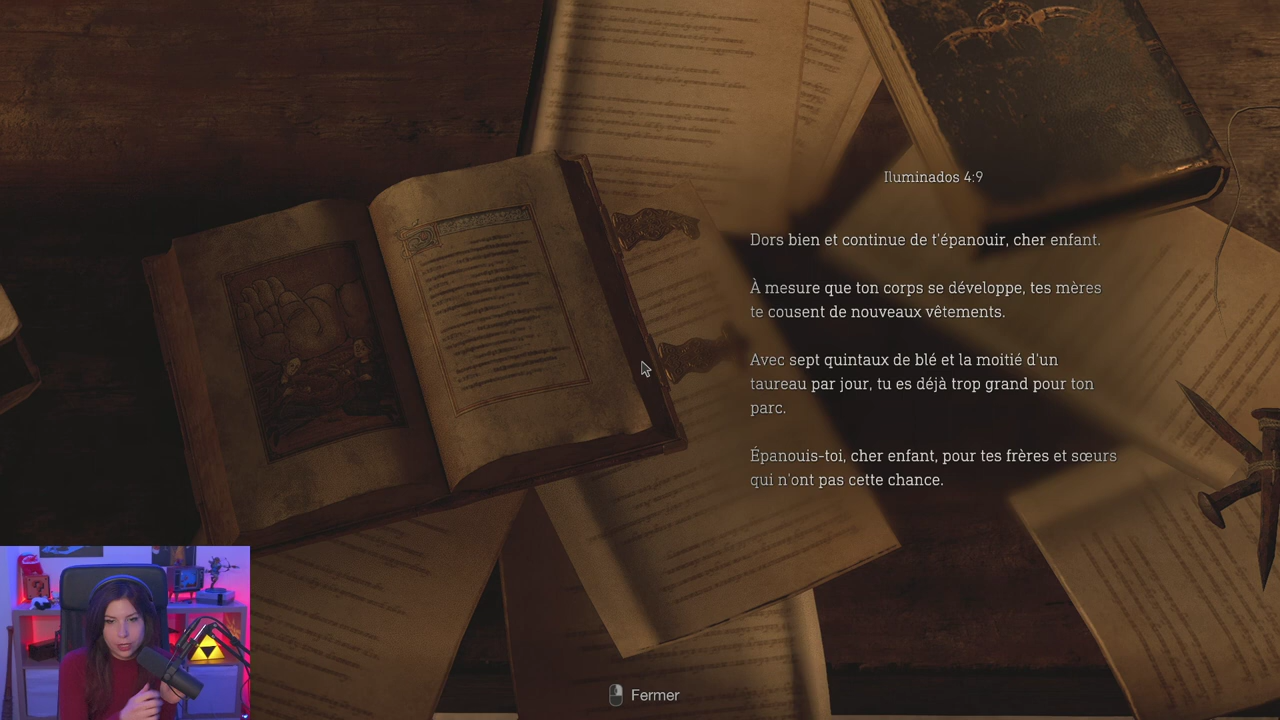 Iluminados 4:9
Dors bien et continue de t'épanouir, cher enfant.
À mesure que ton corps se développe, tes mères
te cousent de nouveaux vêtements.
Avec sept quintaux de blé et la moitié d'un
taureau par jour, tu es déjà trop grand pour ton
parc.
Épanouis-toi, cher enfant, pour tes frères et sœurs
qui n'ont pas cette chance.
Fermer